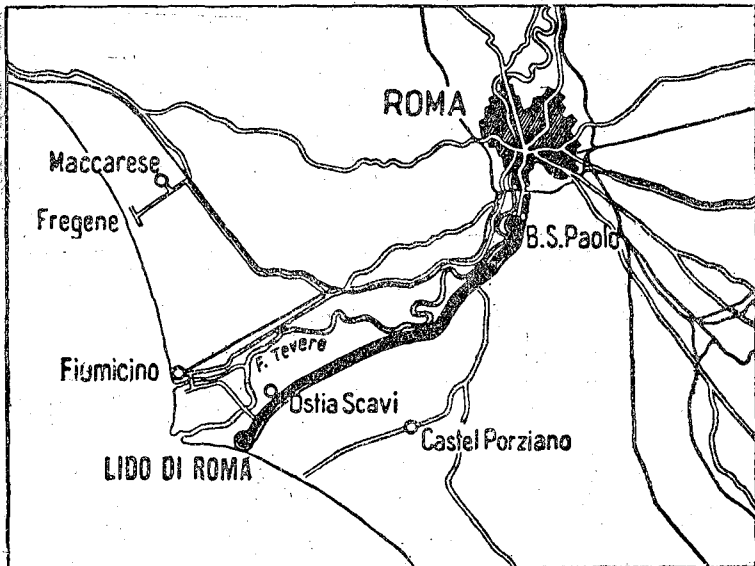 ROMA
Maccarese
Fregene
B.S.Paolo
F. Tevere
Fiumicino
Ostia Scavi
Castel Porziano
LIDO DI ROMA